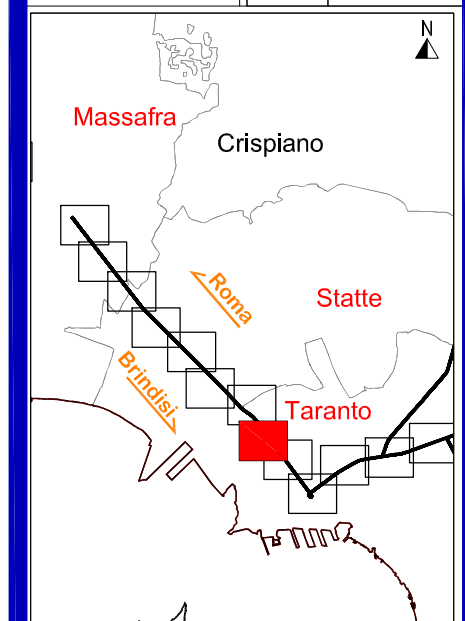 N
Massafra
Crispiano
Roma
Statte
Brindisi
Taranto